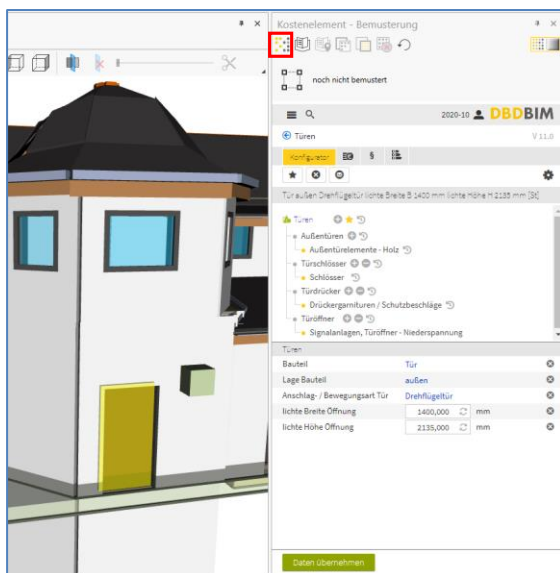 Kostenelement - Bemusterung
noch nicht bemustert
2020-10 DBDBIM
Türen V 11.0
Konfigurator §
Tür außen Drehflügeltür lichte Breite B 1400 mm lichte Höhe H 2135 mm [St]
Türen
Außentüren
Außentürelemente - Holz
Türschlösser
Schlösser
Türdrücker
Drückergarnituren / Schutzbeschläge
Türöffner
Signalanlagen, Türöffner - Niederspannung
Türen
Bauteil Tür
Lage Bauteil außen
Anschlag- / Bewegungsart Tür Drehflügeltür
lichte Breite Öffnung 1400,000 mm
lichte Höhe Öffnung 2135,000 mm
Daten übernehmen